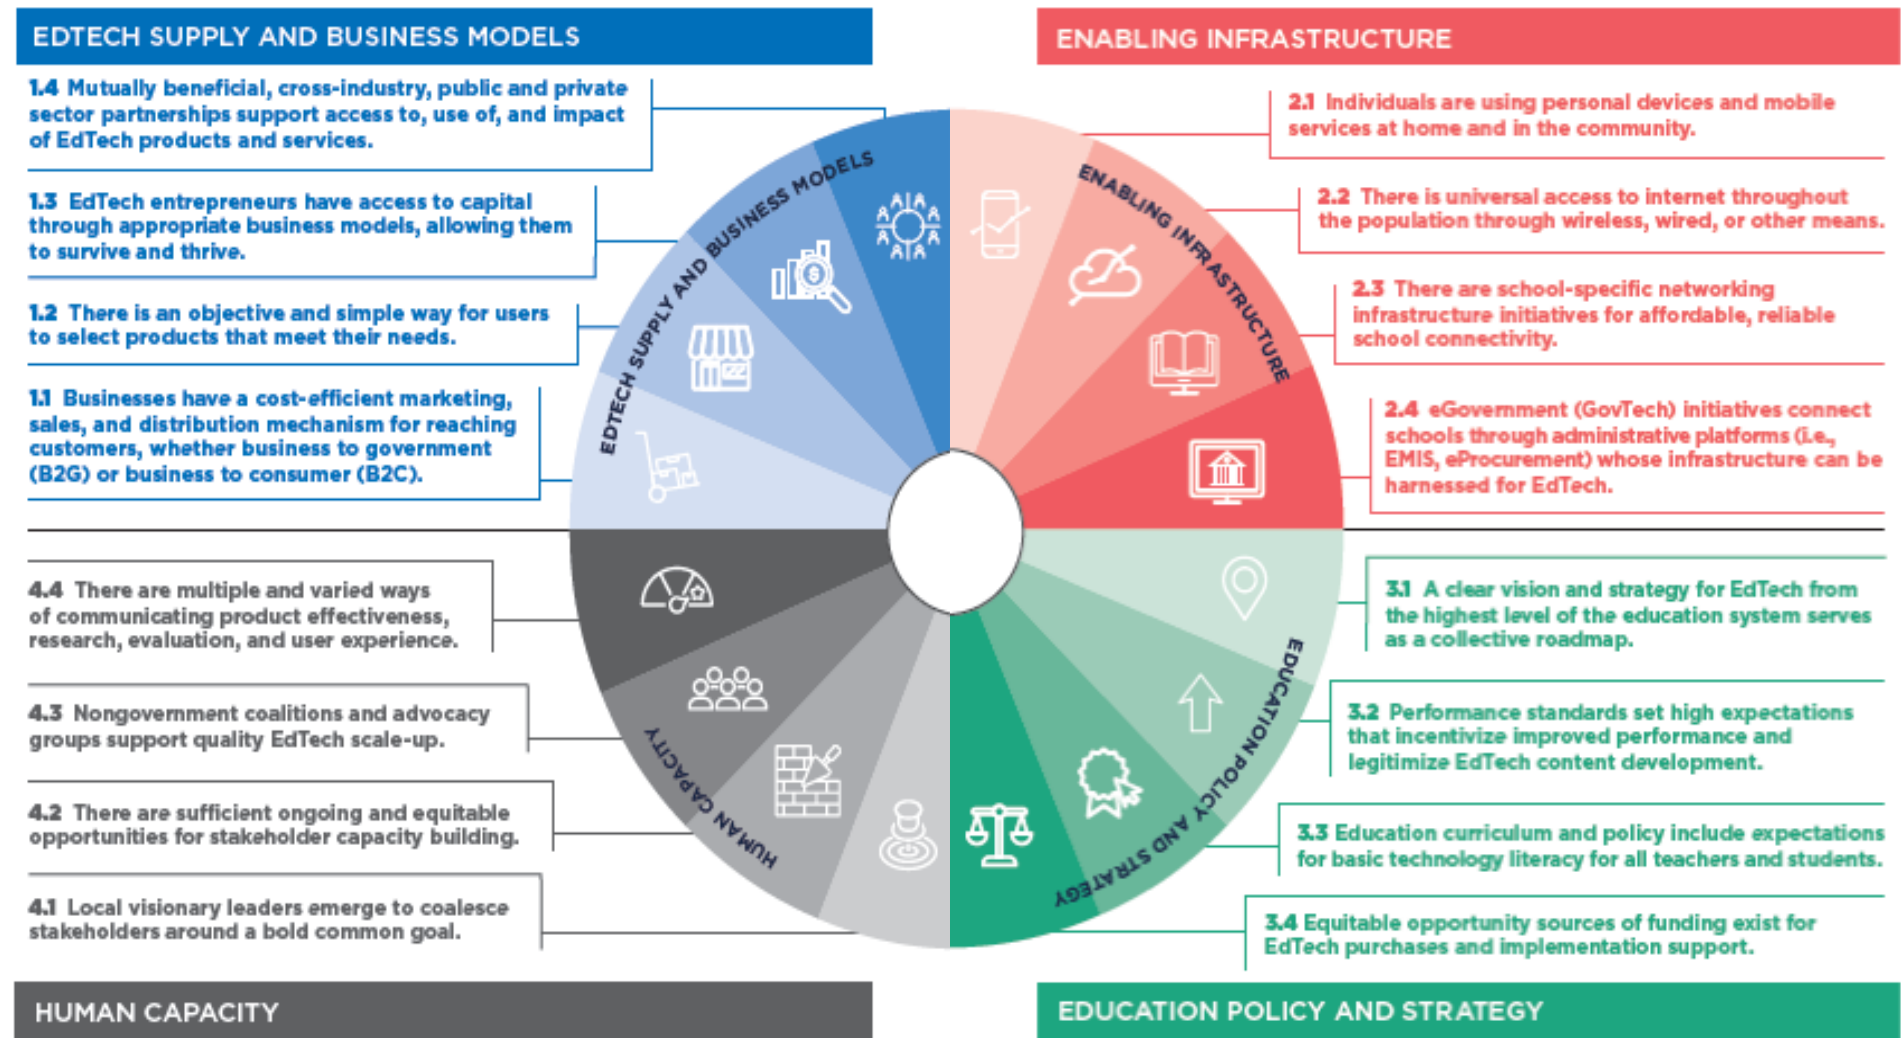 EDTECH SUPPLY AND BUSINESS MODELS
1.4 Mutually beneficial, cross-industry, public and private
sector partnerships support access to, use of, and impact
of EdTech products and services.
1.3 EdTech entrepreneurs have access to capital
through appropriate business models, allowing them
to survive and thrive.
1.2 There is an objective and simple way for users
to select products that meet their needs.
1.1 Businesses have a cost-efficient marketing,
sales, and distribution mechanism for reaching
customers, whether business to government
(B2G) or business to consumer (B2C).
ENABLING INFRASTRUCTURE
2.1 Individuals are using personal devices and mobile
services at home and in the community.
2.2 There is universal access to internet throughout
the population through wireless, wired, or other means.
2.3 There are school-specific networking
infrastructure initiatives for affordable, reliable
school connectivity.
2.4 eGovernment (GovTech) initiatives connect
schools through administrative platforms (i.e.,
EMIS, eProcurement) whose infrastructure can be
harnessed for EdTech.
EDTECH SUPPLY AND BUSINESS MODELS
ENABLING INFRASTRUCTURE
$
HUMAN CAPACITY
EDUCATION POLICY AND STRATEGY
4.4 There are multiple and varied ways
of communicating product effectiveness,
research, evaluation, and user experience.
4.3 Nongovernment coalitions and advocacy
groups support quality EdTech scale-up.
4.2 There are sufficient ongoing and equitable
opportunities for stakeholder capacity building.
4.1 Local visionary leaders emerge to coalesce
stakeholders around a bold common goal.
HUMAN CAPACITY
3.1 A clear vision and strategy for EdTech from
the highest level of the education system serves
as a collective roadmap.
3.2 Performance standards set high expectations
that incentivize improved performance and
legitimize EdTech content development.
3.3 Education curriculum and policy include expectations
for basic technology literacy for all teachers and students.
3.4 Equitable opportunity sources of funding exist for
EdTech purchases and implementation support.
EDUCATION POLICY AND STRATEGY